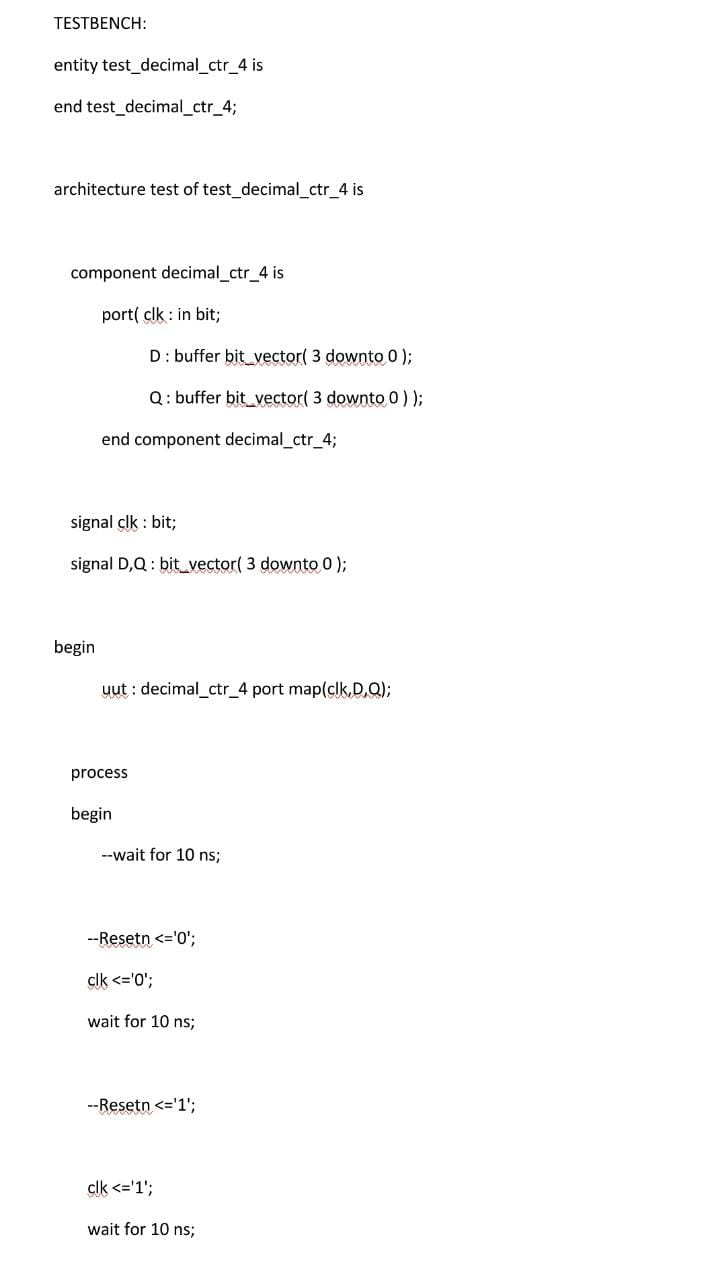 TESTBENCH:
entity test_decimal_ctr_4 is
end test_decimal_ctr_4;
architecture test of test_decimal_ctr_4 is
component decimal_ctr_4 is
port( clk : in bit;
D : buffer bit_vector( 3 downto 0 );
Q : buffer bit_vector( 3 downto 0 ) );
end component decimal_ctr_4;
signal clk : bit;
signal D,Q : bit_vector( 3 downto 0 );
begin
uut : decimal_ctr_4 port map(clk,D,Q);
process
begin
--wait for 10 ns;
--Resetn <='0';
clk <='0';
wait for 10 ns;
--Resetn <='1';
clk <='1';
wait for 10 ns;